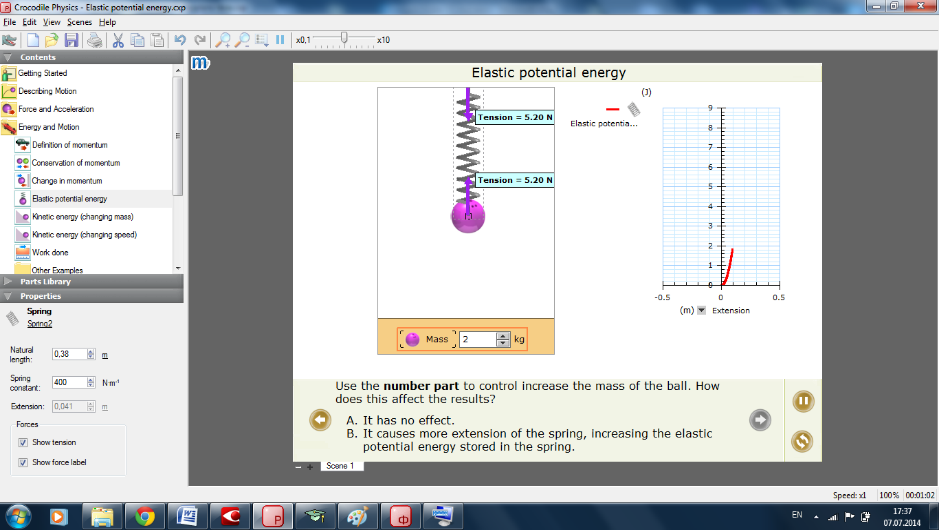 Crocodile Physics - Elastic potential energy.cxp
File Edit View Scenes Help
x0,1 x10
Contents
Getting Started
Describing Motion
Force and Acceleration
Energy and Motion
Definition of momentum
Conservation of momentum
Change in momentum
Elastic potential energy
Kinetic energy (changing mass)
Kinetic energy (changing speed)
Work done
Other Examples
Parts Library
Properties
Spring
Spring2
Natural length: 0,38 m
Spring constant: 400 N·m⁻¹
Extension: 0,041 m
Forces
Show tension
Show force label
Elastic potential energy
Tension = 5.20 N
Tension = 5.20 N
Mass 2 kg
(J)
Elastic potentia...
9
8
7
6
5
4
3
2
1
0
-0.5 0 0.5
(m) Extension
Use the number part to control increase the mass of the ball. How
does this affect the results?
A. It has no effect.
B. It causes more extension of the spring, increasing the elastic
potential energy stored in the spring.
Scene 1
Speed: x1 100% 00:01:02
EN 17:37
07.07.2014